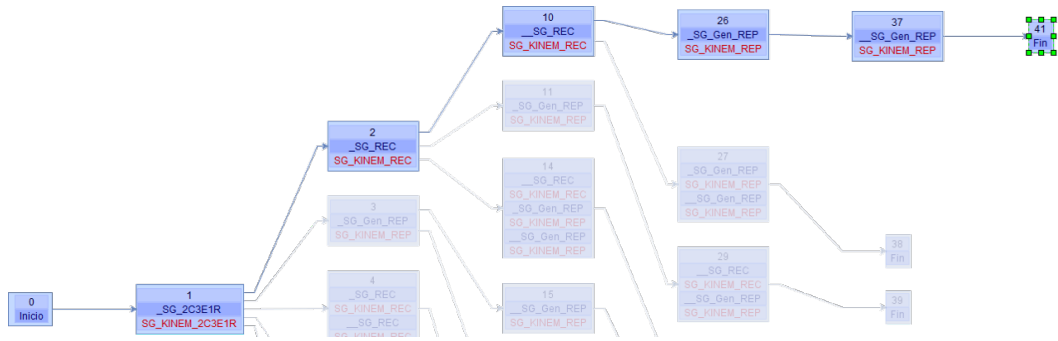 10
__SG_REC
SG_KINEM_REC
26
_SG_Gen_REP
SG_KINEM_REP
37
__SG_Gen_REP
SG_KINEM_REP
41
Fin
11
_SG_Gen_REP
SG_KINEM_REP
2
_SG_REC
SG_KINEM_REC
14
__SG_REC
SG_KINEM_REC
_SG_Gen_REP
SG_KINEM_REP
__SG_Gen_REP
SG_KINEM_REP
27
_SG_Gen_REP
SG_KINEM_REP
__SG_Gen_REP
SG_KINEM_REP
3
_SG_Gen_REP
SG_KINEM_REP
38
Fin
29
__SG_REC
SG_KINEM_REC
__SG_Gen_REP
SG_KINEM_REP
39
Fin
0
Inicio
1
_SG_2C3E1R
SG_KINEM_2C3E1R
4
_SG_REC
SG_KINEM_REC
__SG_REC
SG_KINEM_REC
15
__SG_Gen_REP
SG_KINEM_REP